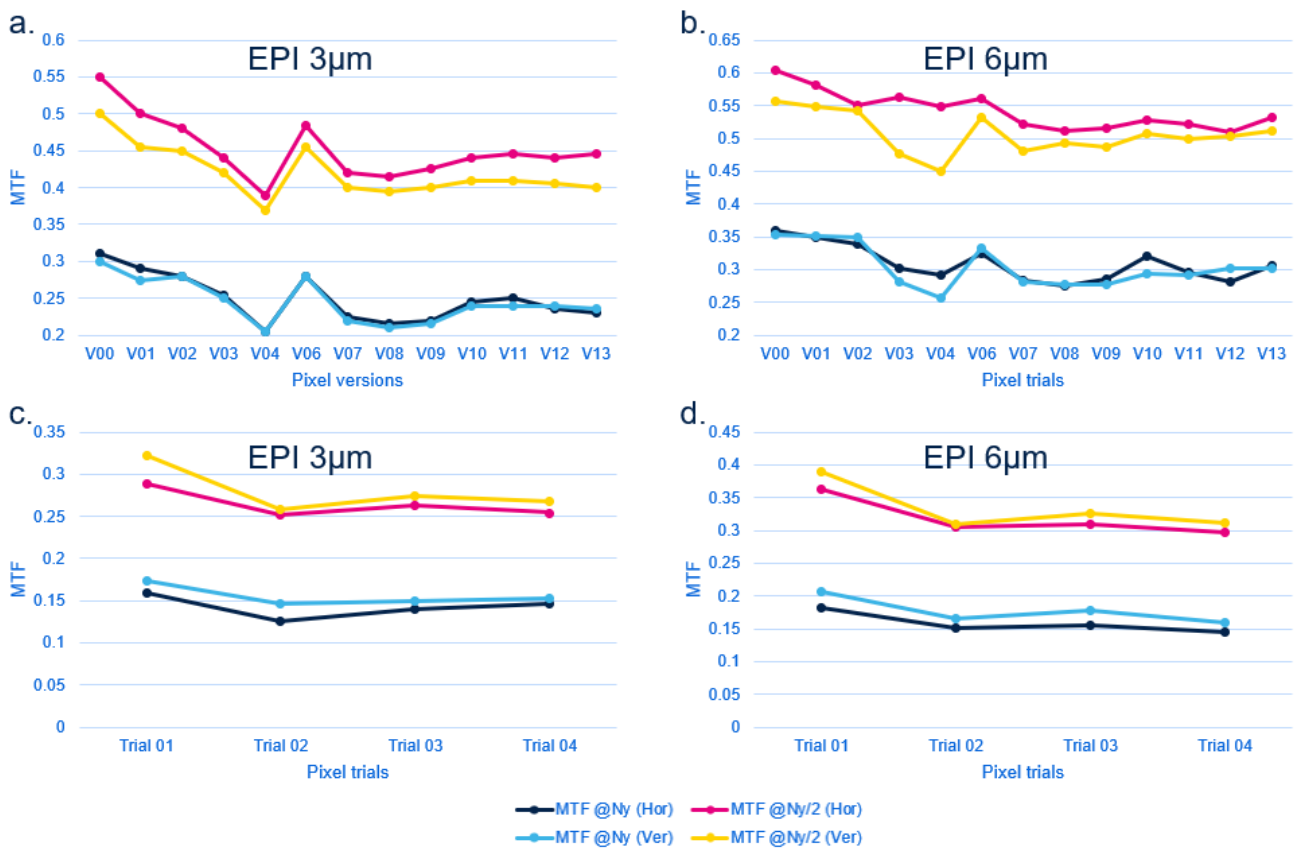 a.
EPI 3µm
0.6
0.55
0.5
0.45
0.4
0.35
0.3
0.25
0.2
MTF
V00 V01 V02 V03 V04 V06 V07 V08 V09 V10 V11 V12 V13
Pixel versions
b.
EPI 6µm
0.65
0.6
0.55
0.5
0.45
0.4
0.35
0.3
0.25
0.2
MTF
V00 V01 V02 V03 V04 V06 V07 V08 V09 V10 V11 V12 V13
Pixel trials
c.
EPI 3µm
0.35
0.3
0.25
0.2
0.15
0.1
0.05
0
MTF
Trial 01 Trial 02 Trial 03 Trial 04
Pixel trials
d.
EPI 6µm
0.45
0.4
0.35
0.3
0.25
0.2
0.15
0.1
0.05
0
MTF
Trial 01 Trial 02 Trial 03 Trial 04
Pixel trials
MTF @Ny (Hor) MTF @Ny/2 (Hor)
MTF @Ny (Ver) MTF @Ny/2 (Ver)